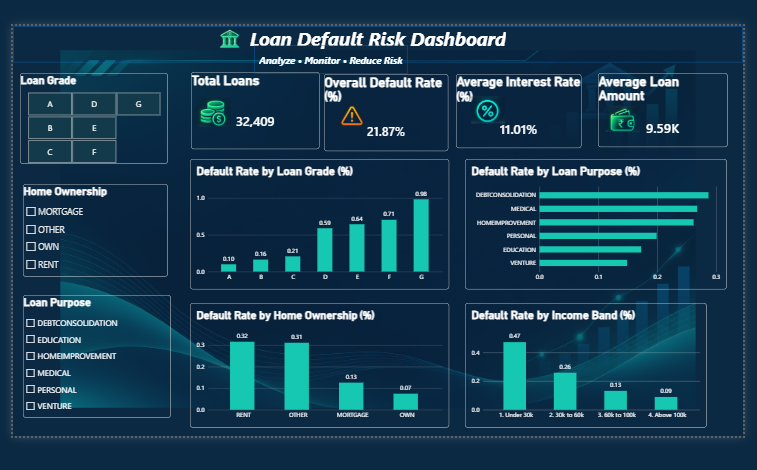 Loan Default Risk Dashboard
Analyze • Monitor • Reduce Risk
Loan Grade
A D G
B E
C F
Total Loans
32,409
Overall Default Rate
(%)
21.87%
Average Interest Rate
(%)
11.01%
Average Loan
Amount
9.59K
Home Ownership
MORTGAGE
OTHER
OWN
RENT
Loan Purpose
DEBTCONSOLIDATION
EDUCATION
HOMEIMPROVEMENT
MEDICAL
PERSONAL
VENTURE
Default Rate by Loan Grade (%)
1.0
0.5
0.0
0.10 0.16 0.21 0.59 0.64 0.71 0.98
A B C D E F G
Default Rate by Loan Purpose (%)
DEBTCONSOLIDATION
MEDICAL
HOMEIMPROVEMENT
PERSONAL
EDUCATION
VENTURE
0.0 0.1 0.2 0.3
Default Rate by Home Ownership (%)
0.3
0.2
0.1
0.0
0.32 0.31 0.13 0.07
RENT OTHER MORTGAGE OWN
Default Rate by Income Band (%)
0.4
0.2
0.0
0.47 0.26 0.13 0.09
1. Under 30k 2. 30k to 60k 3. 60k to 100k 4. Above 100k